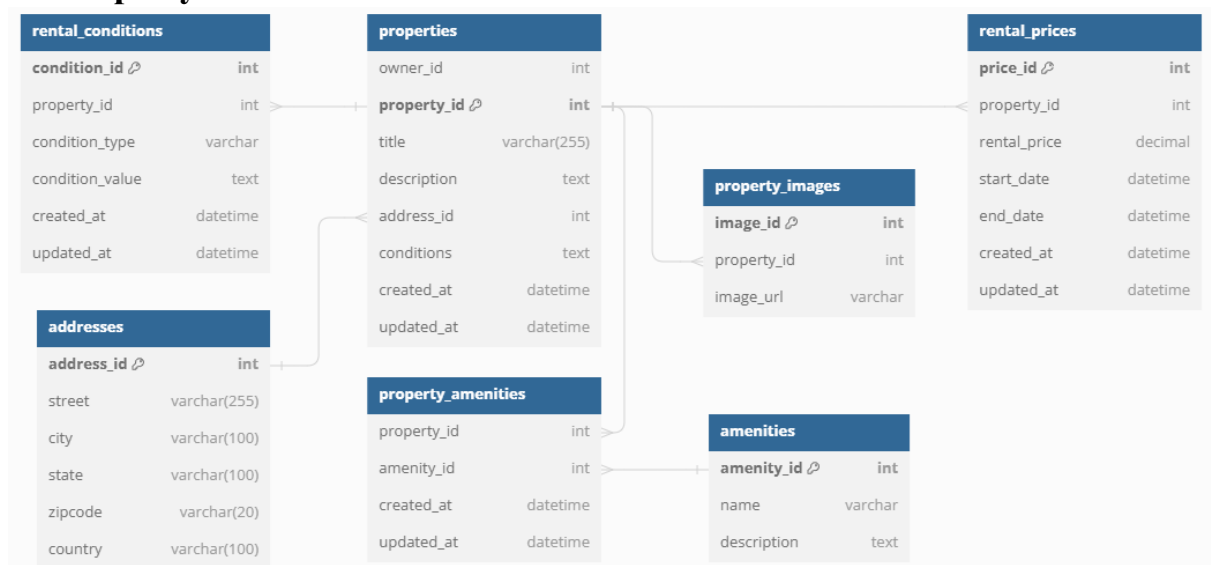 rental_conditions
condition_id int
property_id int
condition_type varchar
condition_value text
created_at datetime
updated_at datetime
properties
owner_id int
property_id int
title varchar(255)
description text
address_id int
conditions text
created_at datetime
updated_at datetime
rental_prices
price_id int
property_id int
rental_price decimal
start_date datetime
end_date datetime
created_at datetime
updated_at datetime
property_images
image_id int
property_id int
image_url varchar
addresses
address_id int
street varchar(255)
city varchar(100)
state varchar(100)
zipcode varchar(20)
country varchar(100)
property_amenities
property_id int
amenity_id int
created_at datetime
updated_at datetime
amenities
amenity_id int
name varchar
description text